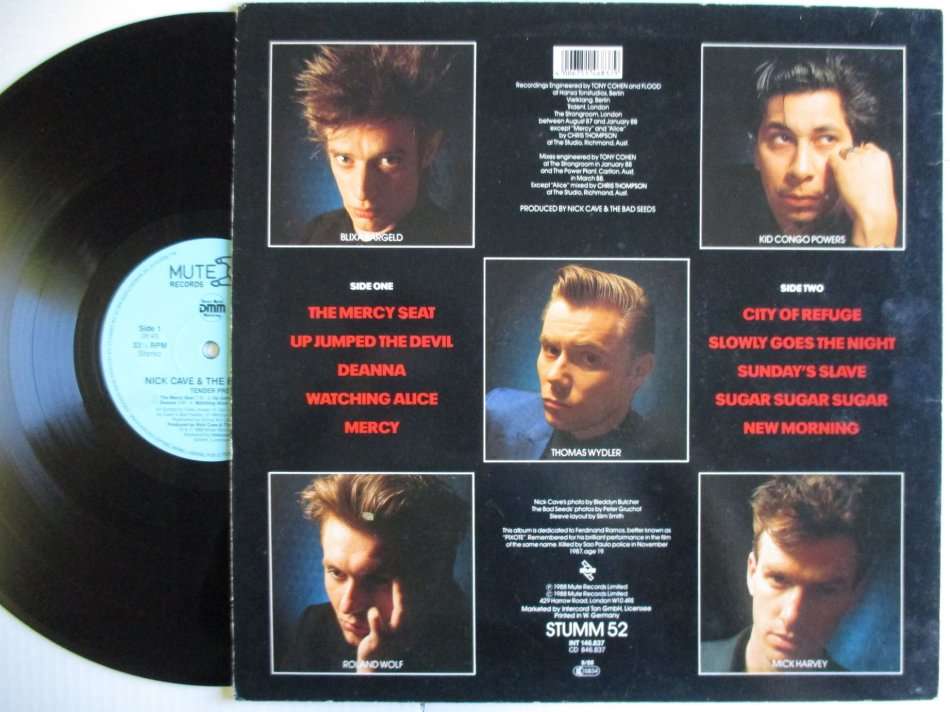 MUTE
RECORDS
DMM
Side 1
33⅓ RPM
Stereo
NICK CAVE & THE B
TENDER PRE
BLIXA BARGELD
Recordings Engineered by TONY COHEN and FLOOD
at Hansa Tonstudios, Berlin
Vielklang, Berlin
Trident, London
The Strongroom, London
between August 87 and January 88
except "Mercy" and "Alice"
by CHRIS THOMPSON
at The Studio, Richmond, Aust.
Mixes engineered by TONY COHEN
at The Strongroom in January 88
and The Power Plant, Carlton, Aust.
in March 88.
Except "Alice" mixed by CHRIS THOMPSON
at The Studio, Richmond, Aust.
PRODUCED BY NICK CAVE & THE BAD SEEDS
KID CONGO POWERS
SIDE ONE
THE MERCY SEAT
UP JUMPED THE DEVIL
DEANNA
WATCHING ALICE
MERCY
THOMAS WYDLER
SIDE TWO
CITY OF REFUGE
SLOWLY GOES THE NIGHT
SUNDAY'S SLAVE
SUGAR SUGAR SUGAR
NEW MORNING
ROLAND WOLF
Nick Cave's photo by Bleddyn Butcher
The Bad Seeds' photos by Peter Gruchot
Sleeve layout by Slim Smith
This album is dedicated to Ferdinand Ramos, better known as
"PIXOTE". Remembered for his brilliant performance in the film
of the same name. Killed by Sao Paulo police in November
1987, age 19
℗ 1988 Mute Records Limited
© 1988 Mute Records Limited
429 Harrow Road, London W10 4RE
Marketed by Intercord Ton GmbH, Licensee
Printed in W. Germany
STUMM 52
INT 146.837
CD 846.837
9/88
MICK HARVEY